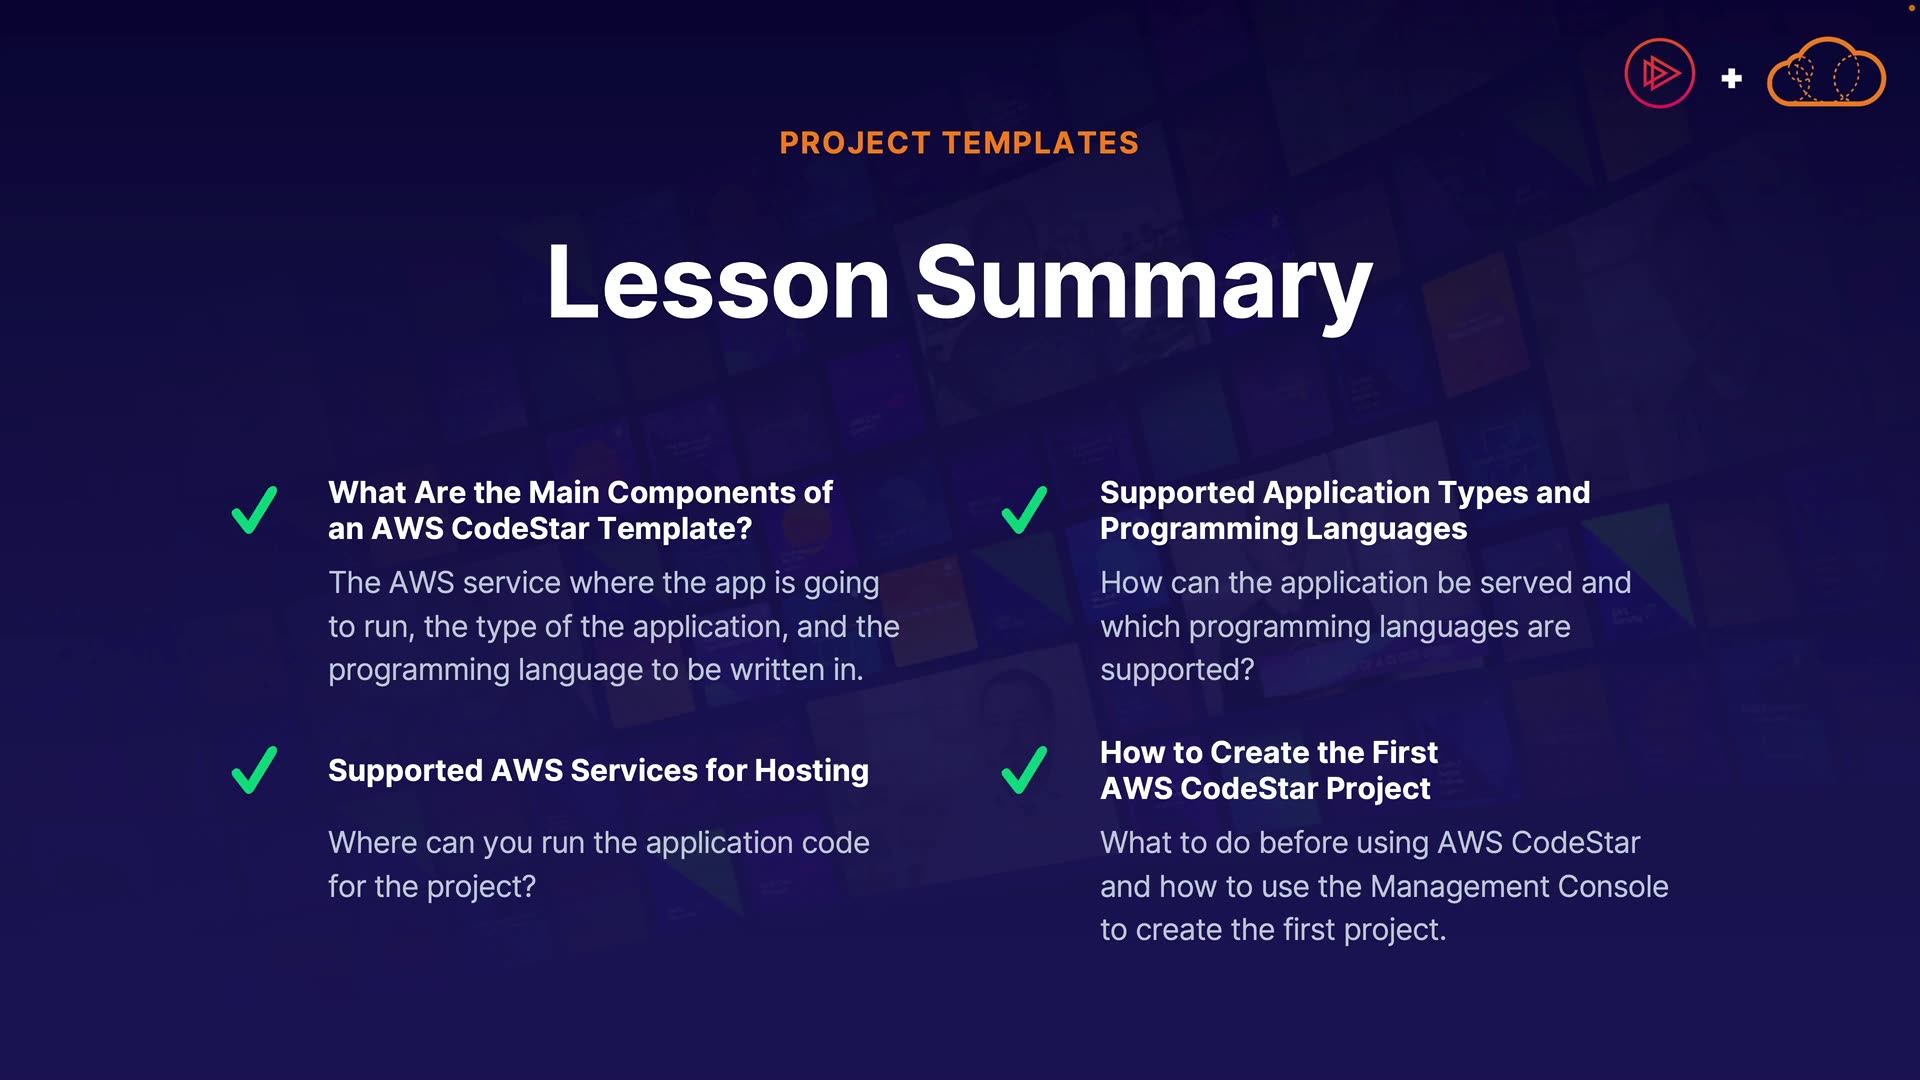 PROJECT TEMPLATES
Lesson Summary
What Are the Main Components of
an AWS CodeStar Template?
The AWS service where the app is going
to run, the type of the application, and the
programming language to be written in.
Supported Application Types and
Programming Languages
How can the application be served and
which programming languages are
supported?
Supported AWS Services for Hosting
Where can you run the application code
for the project?
How to Create the First
AWS CodeStar Project
What to do before using AWS CodeStar
and how to use the Management Console
to create the first project.